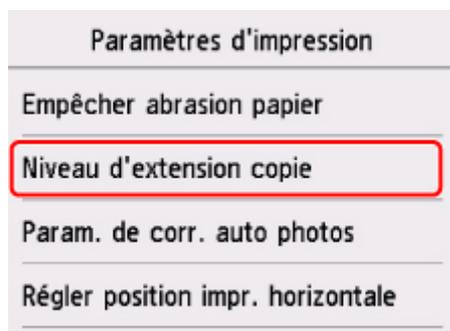 Paramètres d'impression
Empêcher abrasion papier
Niveau d'extension copie
Param. de corr. auto photos
Régler position impr. horizontale